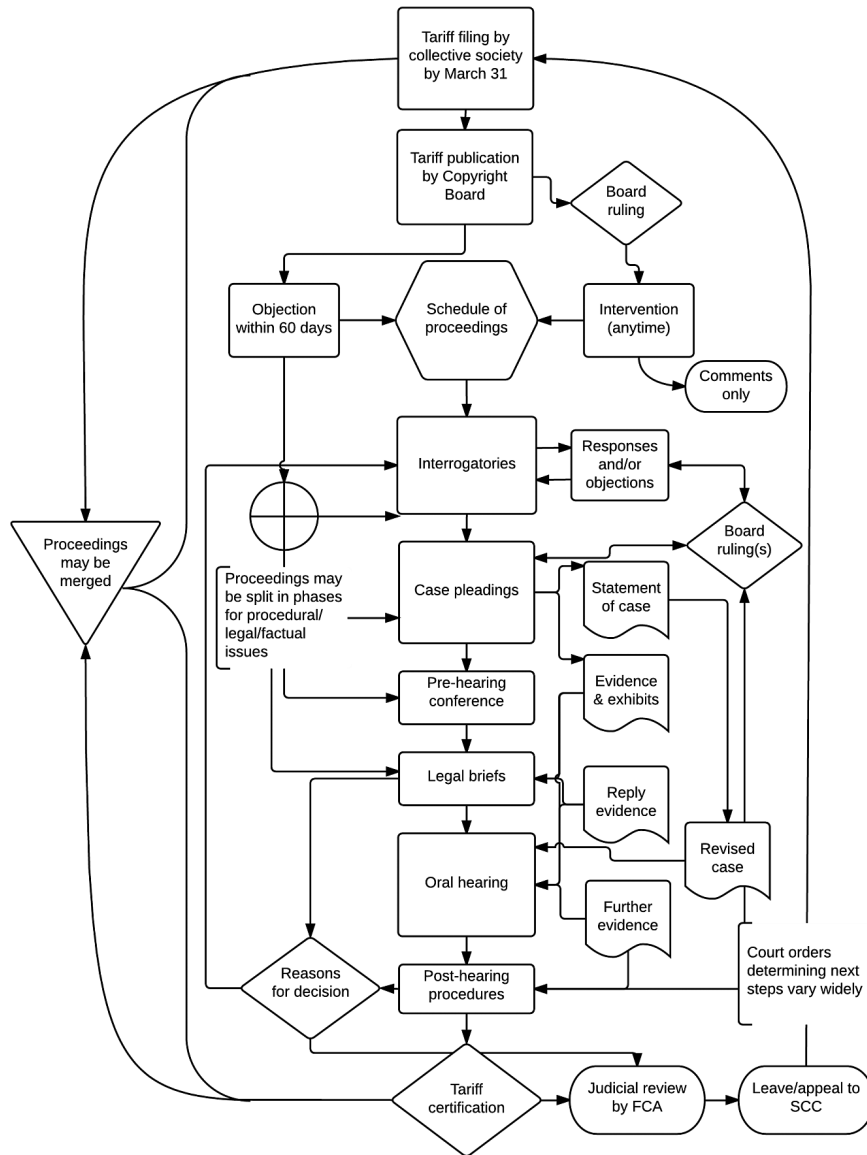 Tariff filing by
collective society
by March 31
Tariff publication
by Copyright
Board
Board
ruling
Objection
within 60 days
Schedule of
proceedings
Intervention
(anytime)
Comments
only
Interrogatories
Responses
and/or
objections
Proceedings
may be
merged
Board
ruling(s)
Proceedings may
be split in phases
for procedural/
legal/factual
issues
Case pleadings
Statement
of case
Pre-hearing
conference
Evidence
& exhibits
Legal briefs
Reply
evidence
Revised
case
Oral hearing
Further
evidence
Court orders
determining next
steps vary widely
Reasons
for decision
Post-hearing
procedures
Tariff
certification
Judicial review
by FCA
Leave/appeal to
SCC